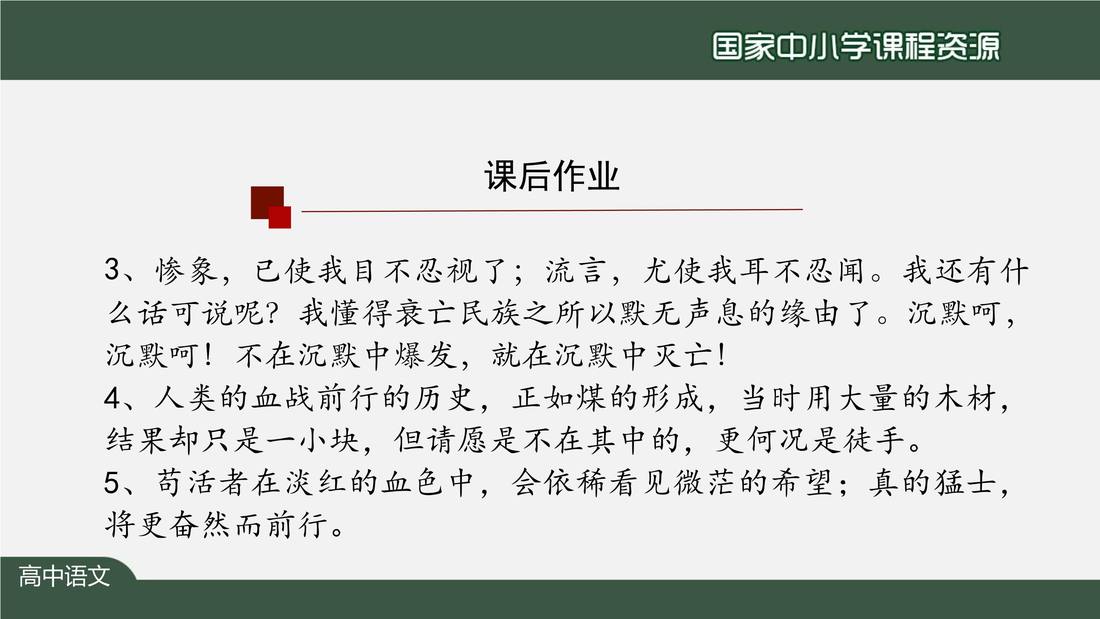 国家中小学课程资源
课后作业
3、惨象，已使我目不忍视了；流言，尤使我耳不忍闻。我还有什
么话可说呢？我懂得衰亡民族之所以默无声息的缘由了。沉默呵，
沉默呵！不在沉默中爆发，就在沉默中灭亡！
4、人类的血战前行的历史，正如煤的形成，当时用大量的木材，
结果却只是一小块，但请愿是不在其中的，更何况是徒手。
5、苟活者在淡红的血色中，会依稀看见微茫的希望；真的猛士，
将更奋然而前行。
高中语文